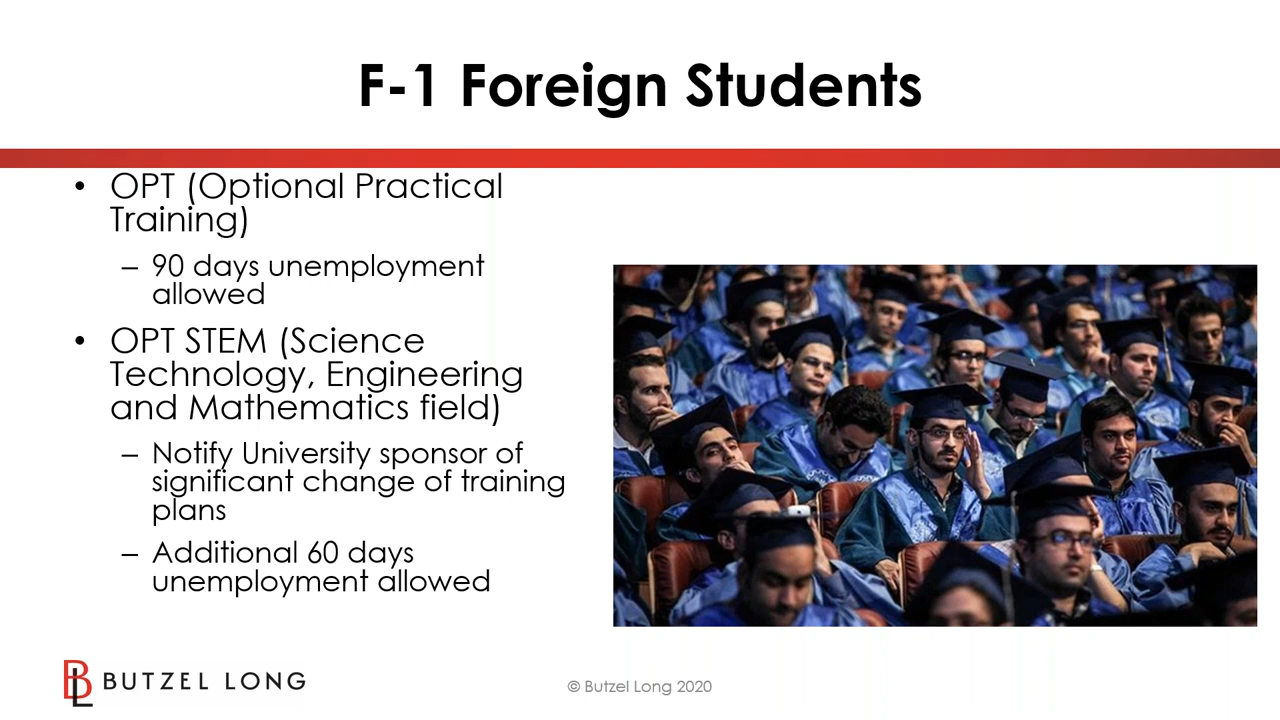 F-1 Foreign Students
• OPT (Optional Practical
Training)
– 90 days unemployment
allowed
• OPT STEM (Science
Technology, Engineering
and Mathematics field)
– Notify University sponsor of
significant change of training
plans
– Additional 60 days
unemployment allowed
BL BUTZEL LONG
© Butzel Long 2020